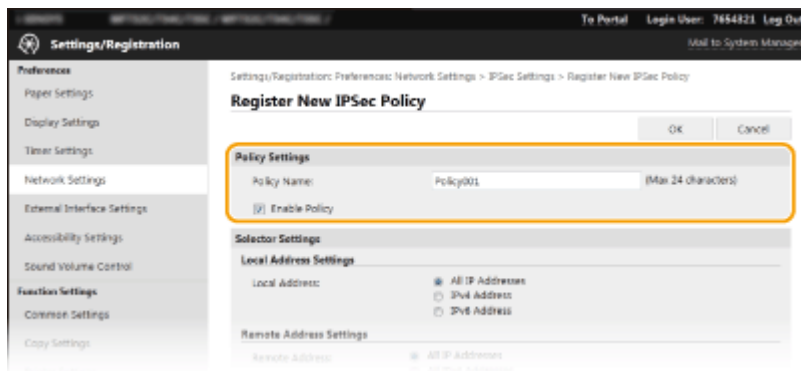 To Portal Login User: 7654321 Log Out
Settings/Registration
Mail to System Manager
Preferences
Paper Settings
Display Settings
Timer Settings
Network Settings
External Interface Settings
Accessibility Settings
Sound Volume Control
Function Settings
Common Settings
Copy Settings
Settings/Registration: Preferences: Network Settings > IPSec Settings > Register New IPSec Policy
Register New IPSec Policy
OK Cancel
Policy Settings
Policy Name: Policy001 (Max 24 characters)
Enable Policy
Selector Settings
Local Address Settings
Local Address: All IP Addresses
IPv4 Address
IPv6 Address
Remote Address Settings
Remote Address: All IP Addresses